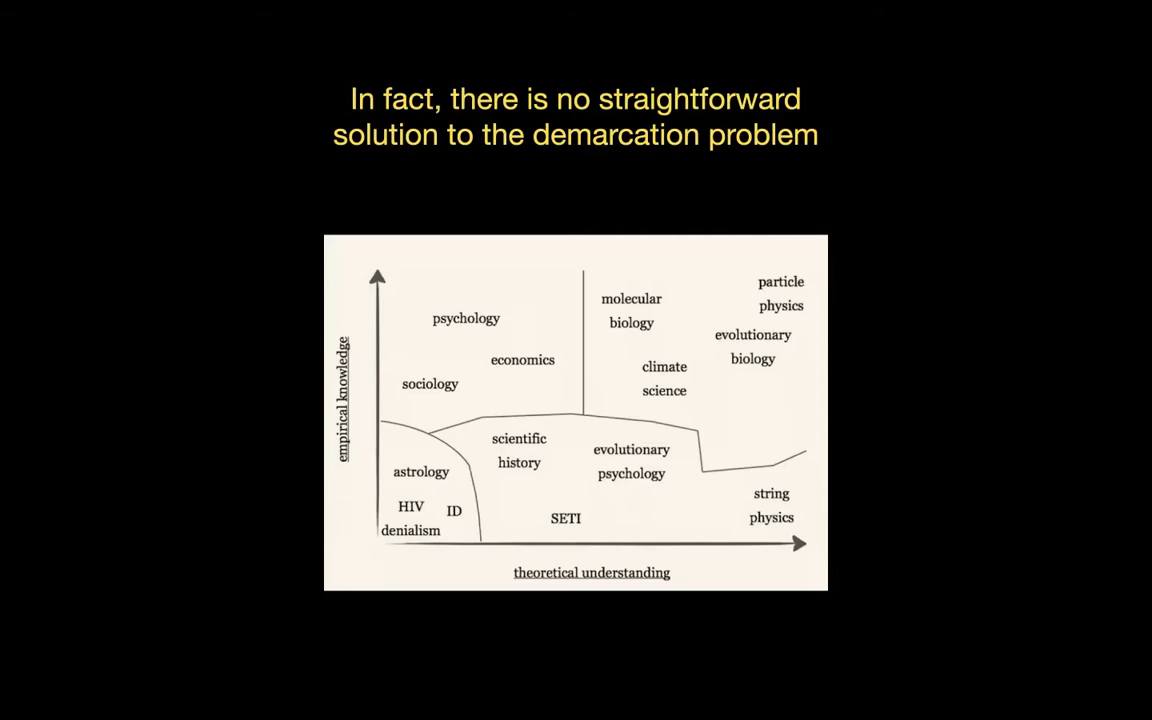 In fact, there is no straightforward
solution to the demarcation problem
particle
physics
molecular
biology
psychology
evolutionary
biology
economics
climate
science
sociology
empirical knowledge
scientific
history
evolutionary
psychology
astrology
string
physics
HIV
denialism
ID
SETI
theoretical understanding